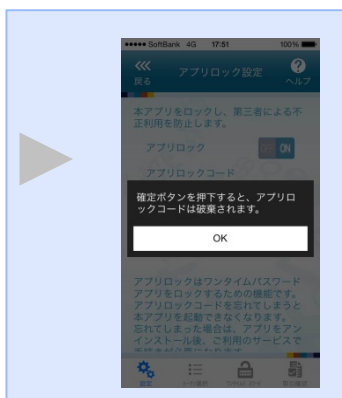 SoftBank 4G 17:51 100%
戻る アプリロック設定 ? ヘルプ
本アプリをロックし、第三者による不
正利用を防止します。
アプリロック ON
アプリロックコード
確定ボタンを押下すると、アプリロ
ックコードは破棄されます。
OK
アプリロックはワンタイムパスワード
アプリをロックするための機能です。
アプリロックコードを忘れてしまうと
本アプリを起動できなくなります。
忘れてしまった場合は、アプリをアン
インストール後、ご利用のサービスで
設定